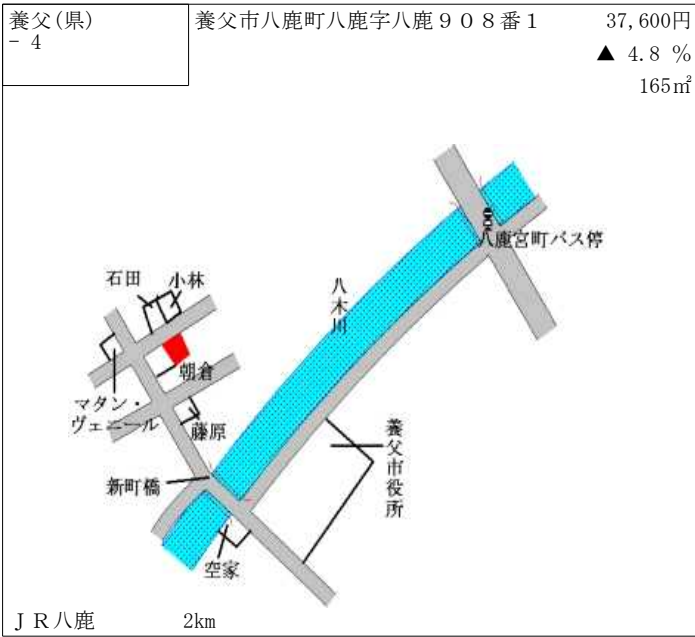 養父(県)
- 4
養父市八鹿町八鹿字八鹿908番1
37,600円
▲ 4.8 %
165㎡
八鹿宮町バス停
石田
小林
八木川
朝倉
マタン・
ヴェニール
藤原
養父市役所
新町橋
空家
JR八鹿 2km